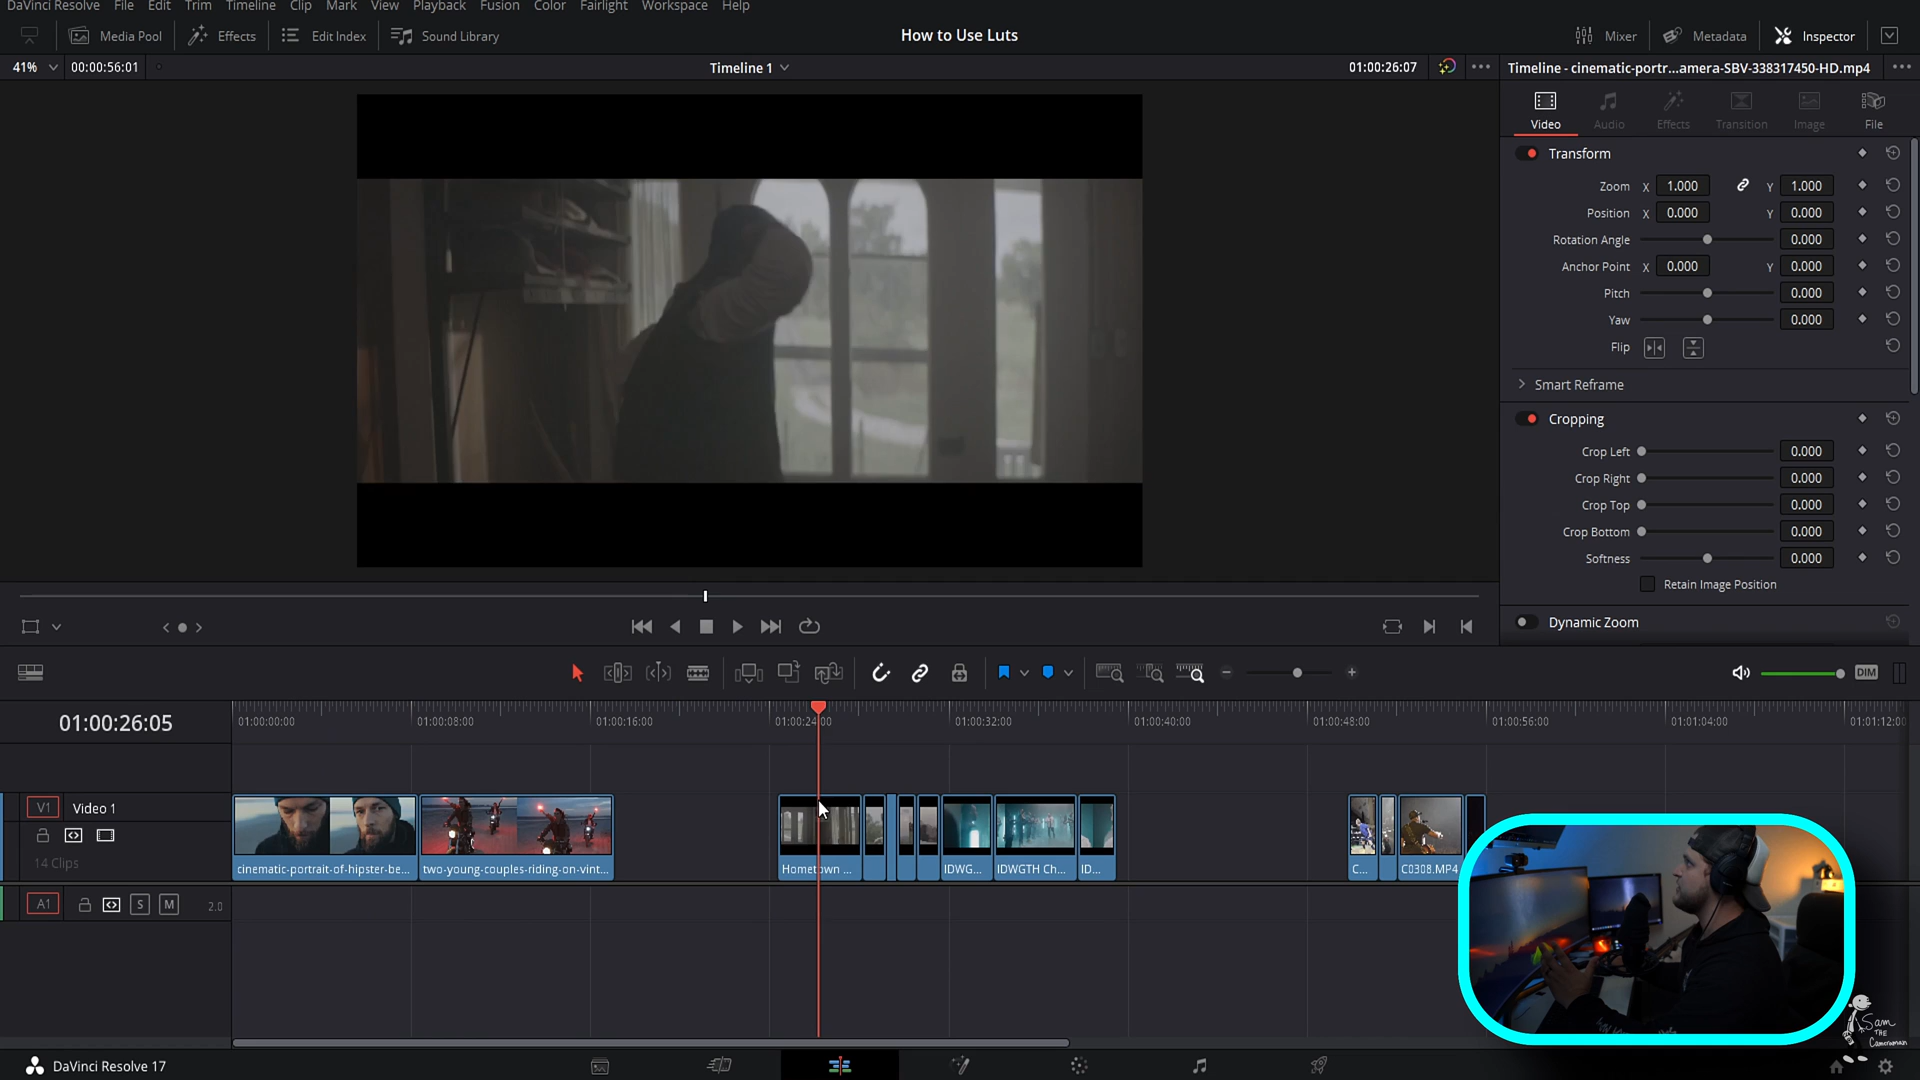 DaVinci Resolve File Edit Trim Timeline Clip Mark View Playback Fusion Color Fairlight Workspace Help
Media Pool Effects Edit Index Sound Library How to Use Luts Mixer Metadata Inspector
41% 00:00:56:01 Timeline 1 01:00:26:07 Timeline - cinematic-portr...amera-SBV-338317450-HD.mp4
Video Audio Effects Transition Image File
Transform
Zoom X 1.000 Y 1.000
Position X 0.000 Y 0.000
Rotation Angle 0.000
Anchor Point X 0.000 Y 0.000
Pitch 0.000
Yaw 0.000
Flip
Smart Reframe
Cropping
Crop Left 0.000
Crop Right 0.000
Crop Top 0.000
Crop Bottom 0.000
Softness 0.000
Retain Image Position
Dynamic Zoom
DIM
01:00:26:05
01:00:00:00 01:00:08:00 01:00:16:00 01:00:24:00 01:00:32:00 01:00:40:00 01:00:48:00 01:00:56:00 01:01:04:00 01:01:12:00
V1 Video 1
14 Clips
cinematic-portrait-of-hipster-be... two-young-couples-riding-on-vint... Hometown ... IDWG... IDWGTH Ch... ID... C... C0308.MP4
A1 S M 2.0
Sam
THE
Cameraman
DaVinci Resolve 17